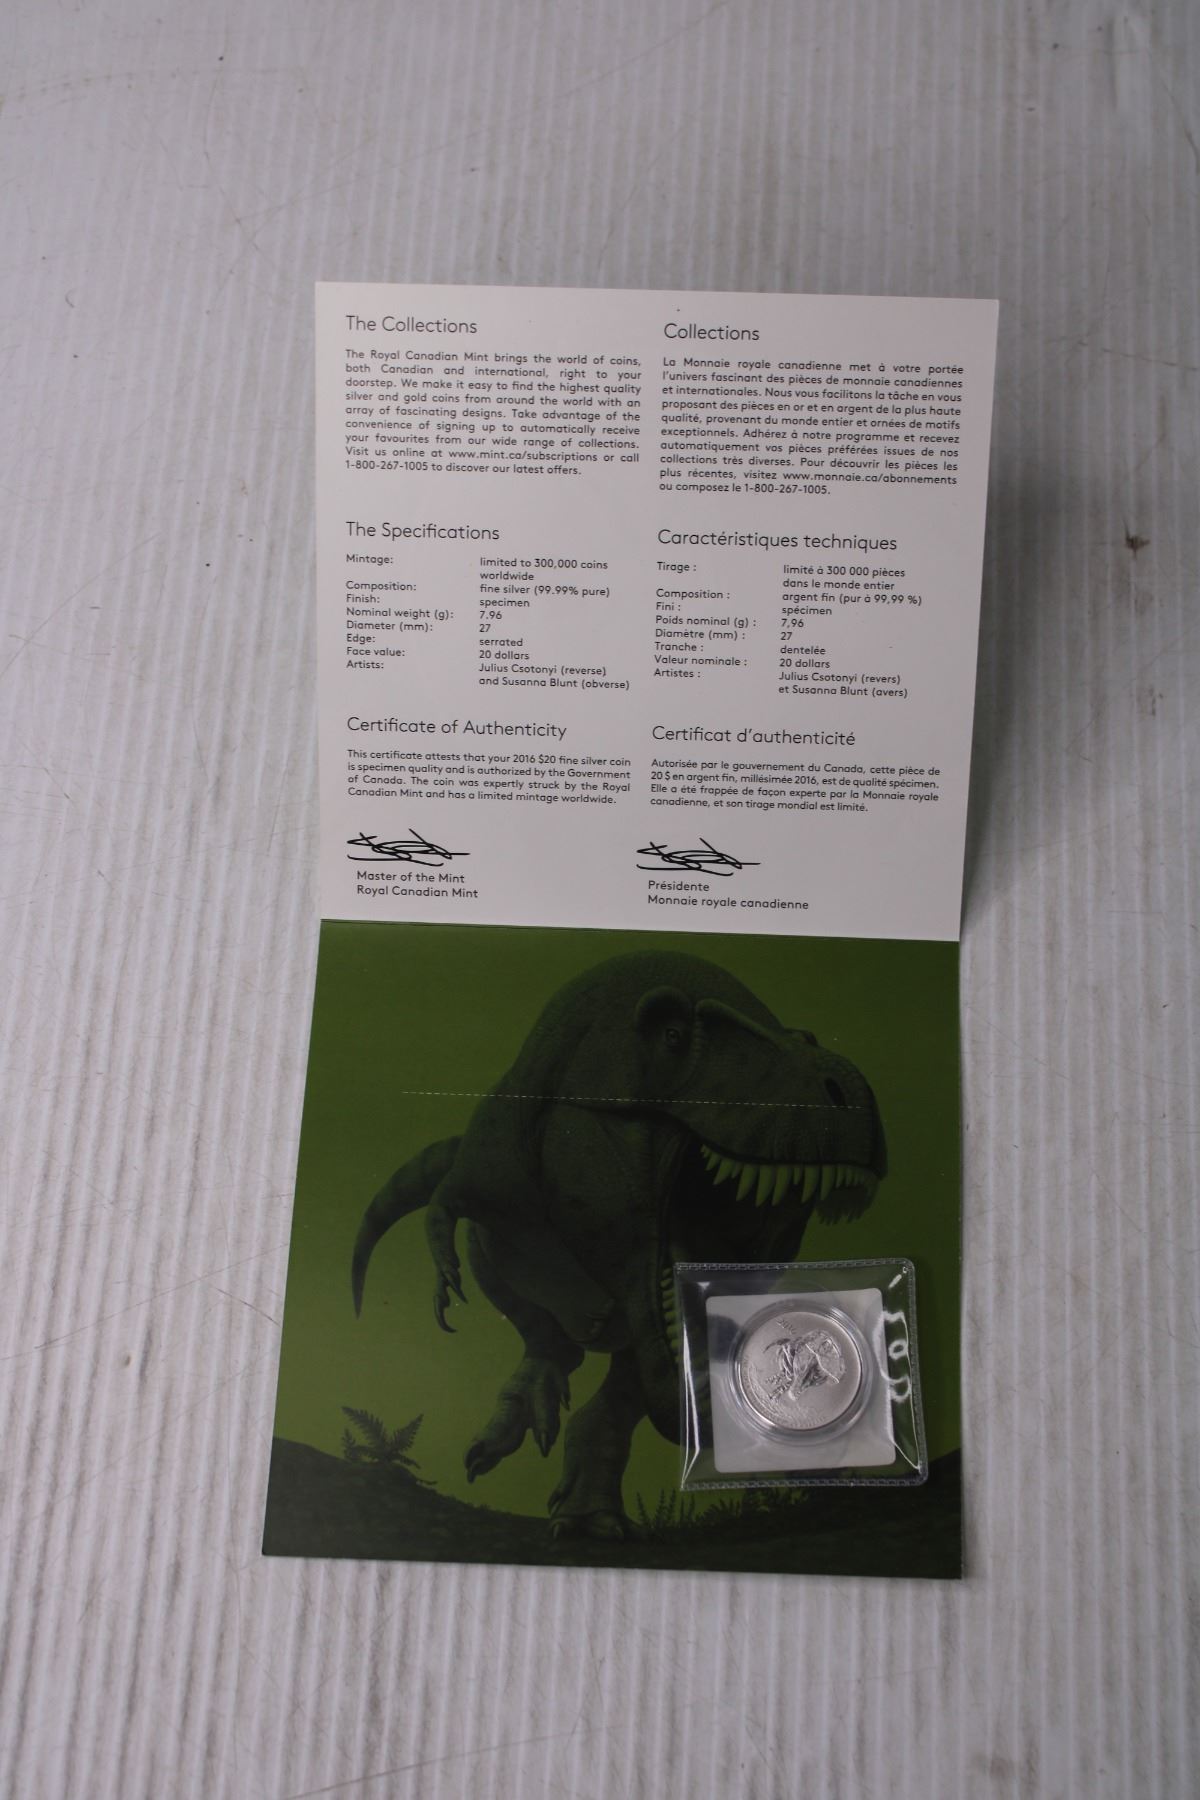 The Collections
The Royal Canadian Mint brings the world of coins,
both Canadian and international, right to your
doorstep. We make it easy to find the highest quality
silver and gold coins from around the world with an
array of fascinating designs. Take advantage of the
convenience of signing up to automatically receive
your favourites from our wide range of collections.
Visit us online at www.mint.ca/subscriptions or call
1-800-267-1005 to discover our latest offers.
The Specifications
Mintage: limited to 300,000 coins
worldwide
Composition: fine silver (99.99% pure)
Finish: specimen
Nominal weight (g): 7.96
Diameter (mm): 27
Edge: serrated
Face value: 20 dollars
Artists: Julius Csotonyi (reverse)
and Susanna Blunt (obverse)
Certificate of Authenticity
This certificate attests that your 2016 $20 fine silver coin
is specimen quality and is authorized by the Government
of Canada. The coin was expertly struck by the Royal
Canadian Mint and has a limited mintage worldwide.
Master of the Mint
Royal Canadian Mint
Collections
La Monnaie royale canadienne met à votre portée
l'univers fascinant des pièces de monnaie canadiennes
et internationales. Nous vous facilitons la tâche en vous
proposant des pièces en or et en argent de la plus haute
qualité, provenant du monde entier et ornées de motifs
exceptionnels. Adhérez à notre programme et recevez
automatiquement vos pièces préférées issues de nos
collections très diverses. Pour découvrir les pièces les
plus récentes, visitez www.monnaie.ca/abonnements
ou composez le 1-800-267-1005.
Caractéristiques techniques
Tirage : limité à 300 000 pièces
dans le monde entier
Composition : argent fin (pur à 99,99 %)
Fini : spécimen
Poids nominal (g) : 7,96
Diamètre (mm) : 27
Tranche : dentelée
Valeur nominale : 20 dollars
Artistes : Julius Csotonyi (revers)
et Susanna Blunt (avers)
Certificat d'authenticité
Autorisée par le gouvernement du Canada, cette pièce de
20 $ en argent fin, millésimée 2016, est de qualité spécimen.
Elle a été frappée de façon experte par la Monnaie royale
canadienne, et son tirage mondial est limité.
Présidente
Monnaie royale canadienne